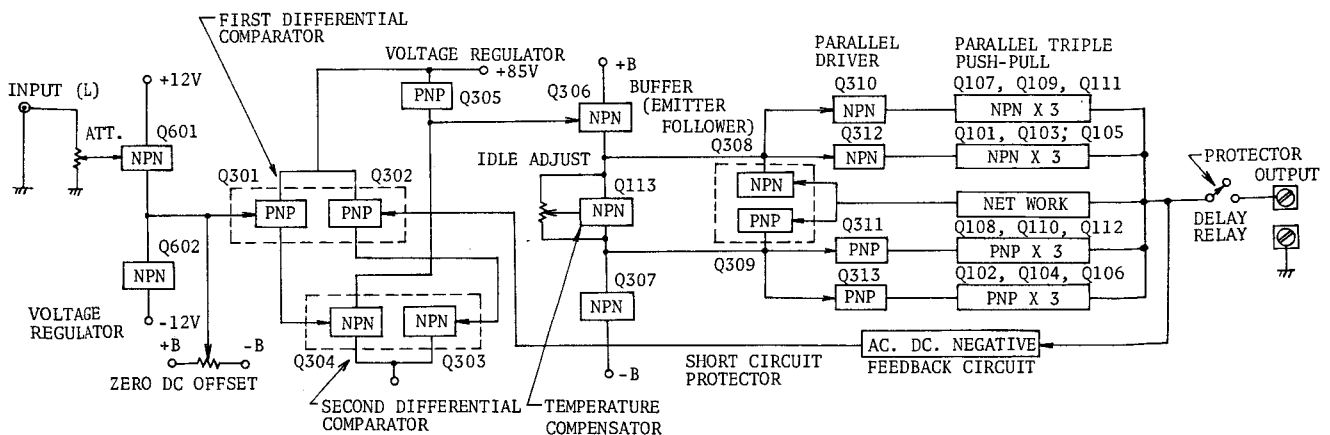 FIRST DIFFERENTIAL
COMPARATOR
INPUT (L)
ATT.
+12V
Q601
NPN
Q602
NPN
VOLTAGE
REGULATOR
-12V
+B
-B
ZERO DC OFFSET
Q301
PNP
Q302
PNP
VOLTAGE REGULATOR
+85V
PNP
Q305
NPN
NPN
Q304
Q303
SECOND DIFFERENTIAL
COMPARATOR
+B
Q306
NPN
BUFFER
(EMITTER
FOLLOWER)
IDLE ADJUST
Q113
NPN
Q307
NPN
-B
TEMPERATURE
COMPENSATOR
Q308
NPN
PNP
Q309
SHORT CIRCUIT
PROTECTOR
PARALLEL
DRIVER
Q310
NPN
Q312
NPN
Q311
PNP
Q313
PNP
PARALLEL TRIPLE
PUSH-PULL
Q107, Q109, Q111
NPN X 3
Q101, Q103; Q105
NPN X 3
NET WORK
Q108, Q110, Q112
PNP X 3
Q102, Q104, Q106
PNP X 3
AC. DC. NEGATIVE
FEEDBACK CIRCUIT
PROTECTOR
OUTPUT
DELAY
RELAY